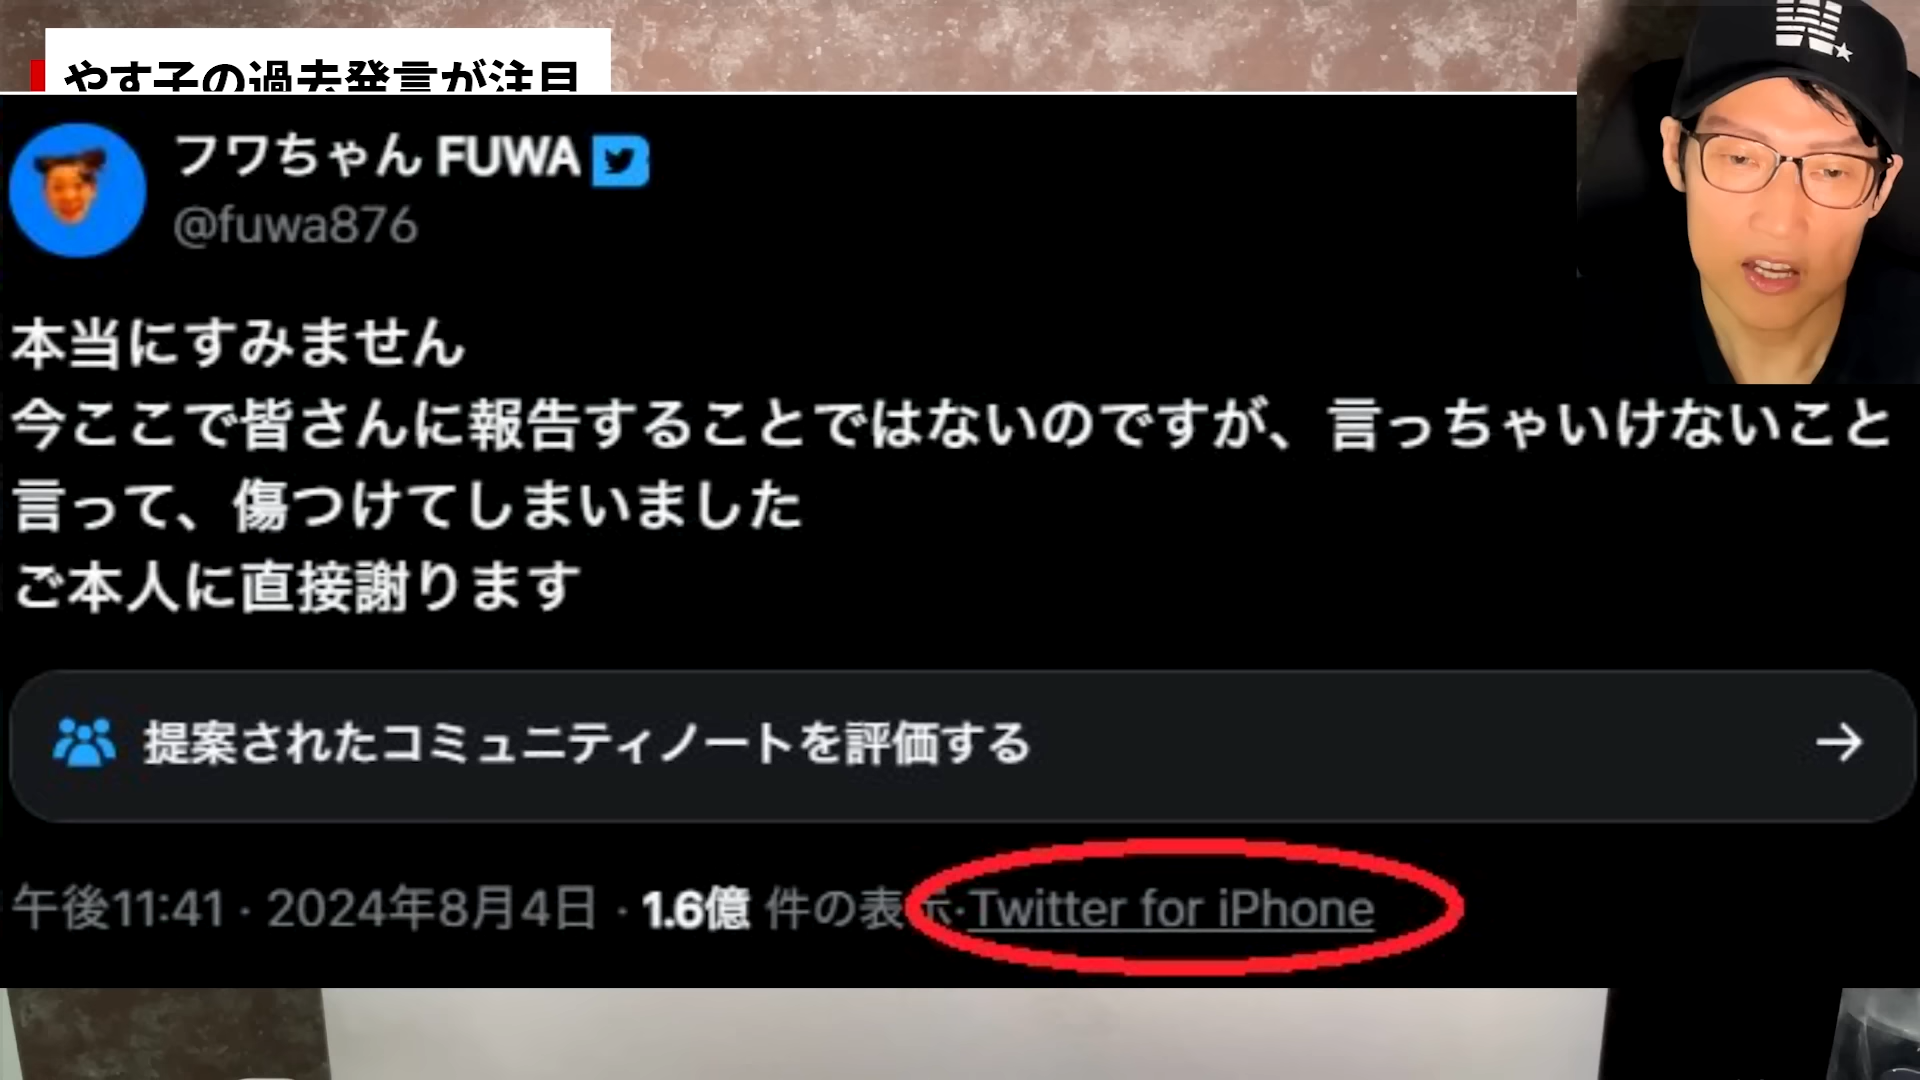 やす子の過去発言が注目
フワちゃん FUWA
@fuwa876
本当にすみません
今ここで皆さんに報告することではないのですが、言っちゃいけないこと
言って、傷つけてしまいました
ご本人に直接謝ります
提案されたコミュニティノートを評価する
午後11:41 · 2024年8月4日 · 1.6億 件の表示·Twitter for iPhone